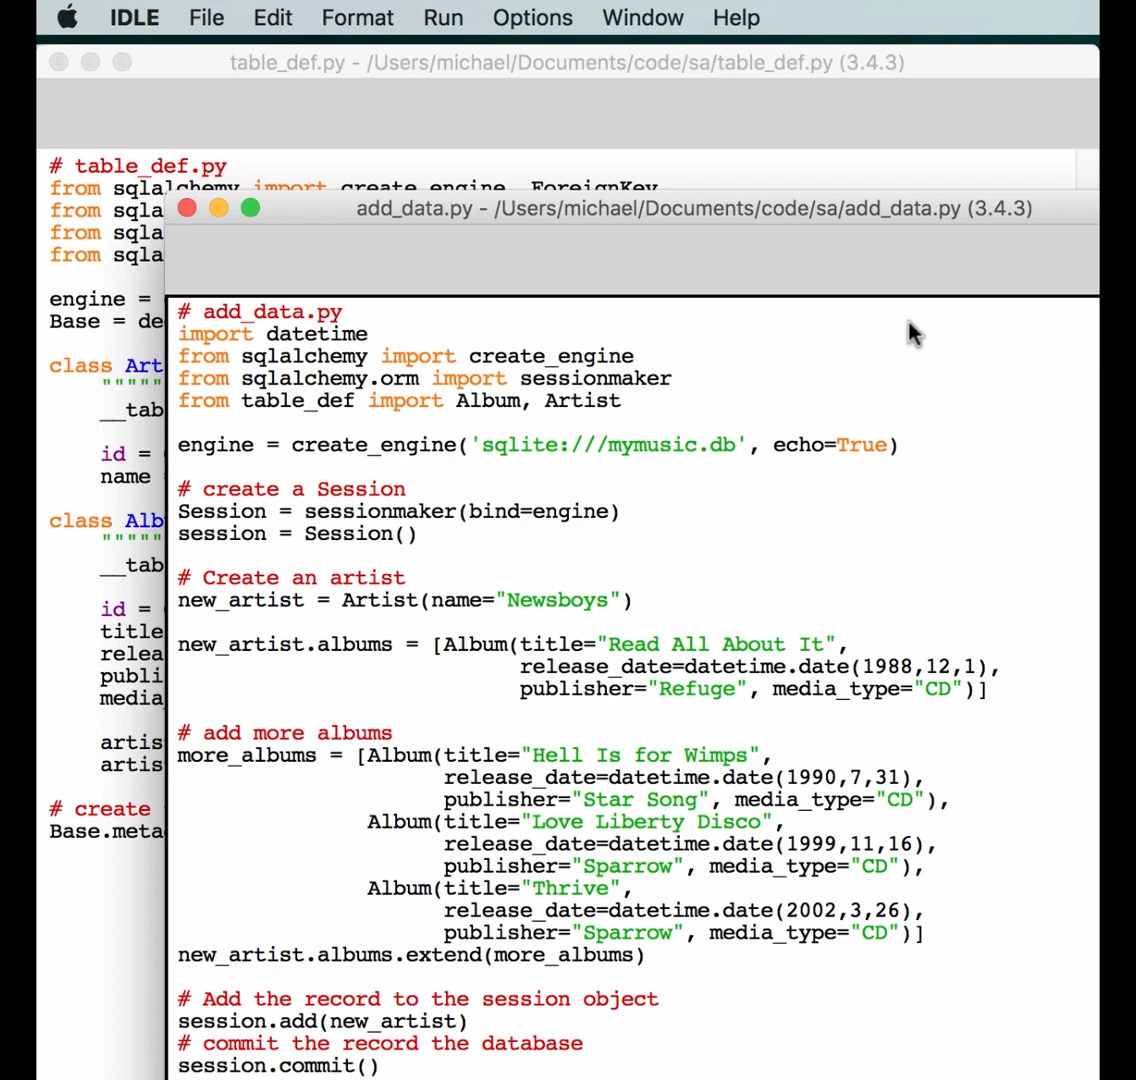 IDLE File Edit Format Run Options Window Help
table_def.py - /Users/michael/Documents/code/sa/table_def.py (3.4.3)
# table_def.py
from sqlalchemy import create_engine, ForeignKey
from sqla
from sqla
from sqla
engine =
Base = de
class Art
"""""
__tab
id =
name
class Alb
"""""
__tab
id =
title
relea
publi
media
artis
artis
# create
Base.meta
add_data.py - /Users/michael/Documents/code/sa/add_data.py (3.4.3)
# add_data.py
import datetime
from sqlalchemy import create_engine
from sqlalchemy.orm import sessionmaker
from table_def import Album, Artist
engine = create_engine('sqlite:///mymusic.db', echo=True)
# create a Session
Session = sessionmaker(bind=engine)
session = Session()
# Create an artist
new_artist = Artist(name="Newsboys")
new_artist.albums = [Album(title="Read All About It",
release_date=datetime.date(1988,12,1),
publisher="Refuge", media_type="CD")]
# add more albums
more_albums = [Album(title="Hell Is for Wimps",
release_date=datetime.date(1990,7,31),
publisher="Star Song", media_type="CD"),
Album(title="Love Liberty Disco",
release_date=datetime.date(1999,11,16),
publisher="Sparrow", media_type="CD"),
Album(title="Thrive",
release_date=datetime.date(2002,3,26),
publisher="Sparrow", media_type="CD")]
new_artist.albums.extend(more_albums)
# Add the record to the session object
session.add(new_artist)
# commit the record the database
session.commit()